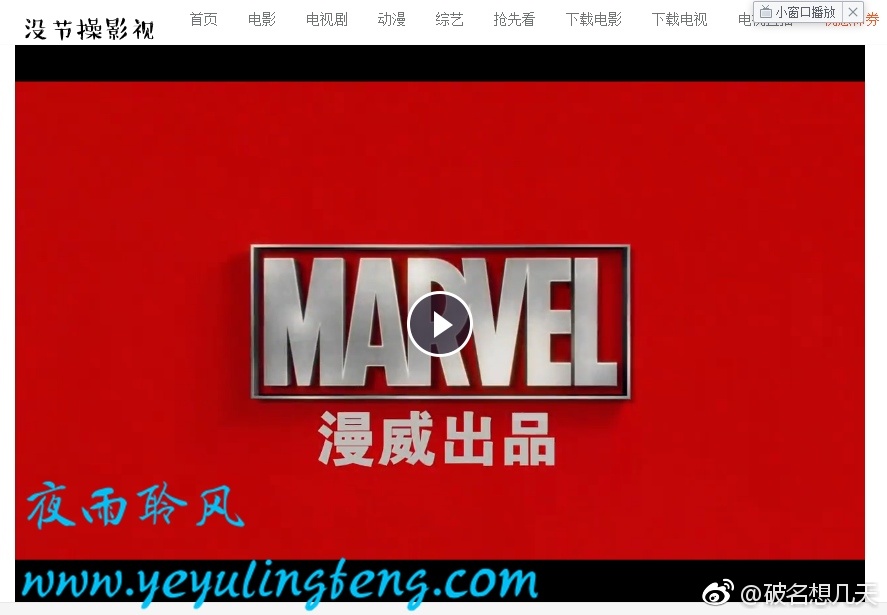 没节操影视 首页 电影 电视剧 动漫 综艺 抢先看 下载电影 下载电视
小窗口播放
MARVEL
漫威出品
夜雨聆风
www.yeyulingfeng.com
@破名想几天